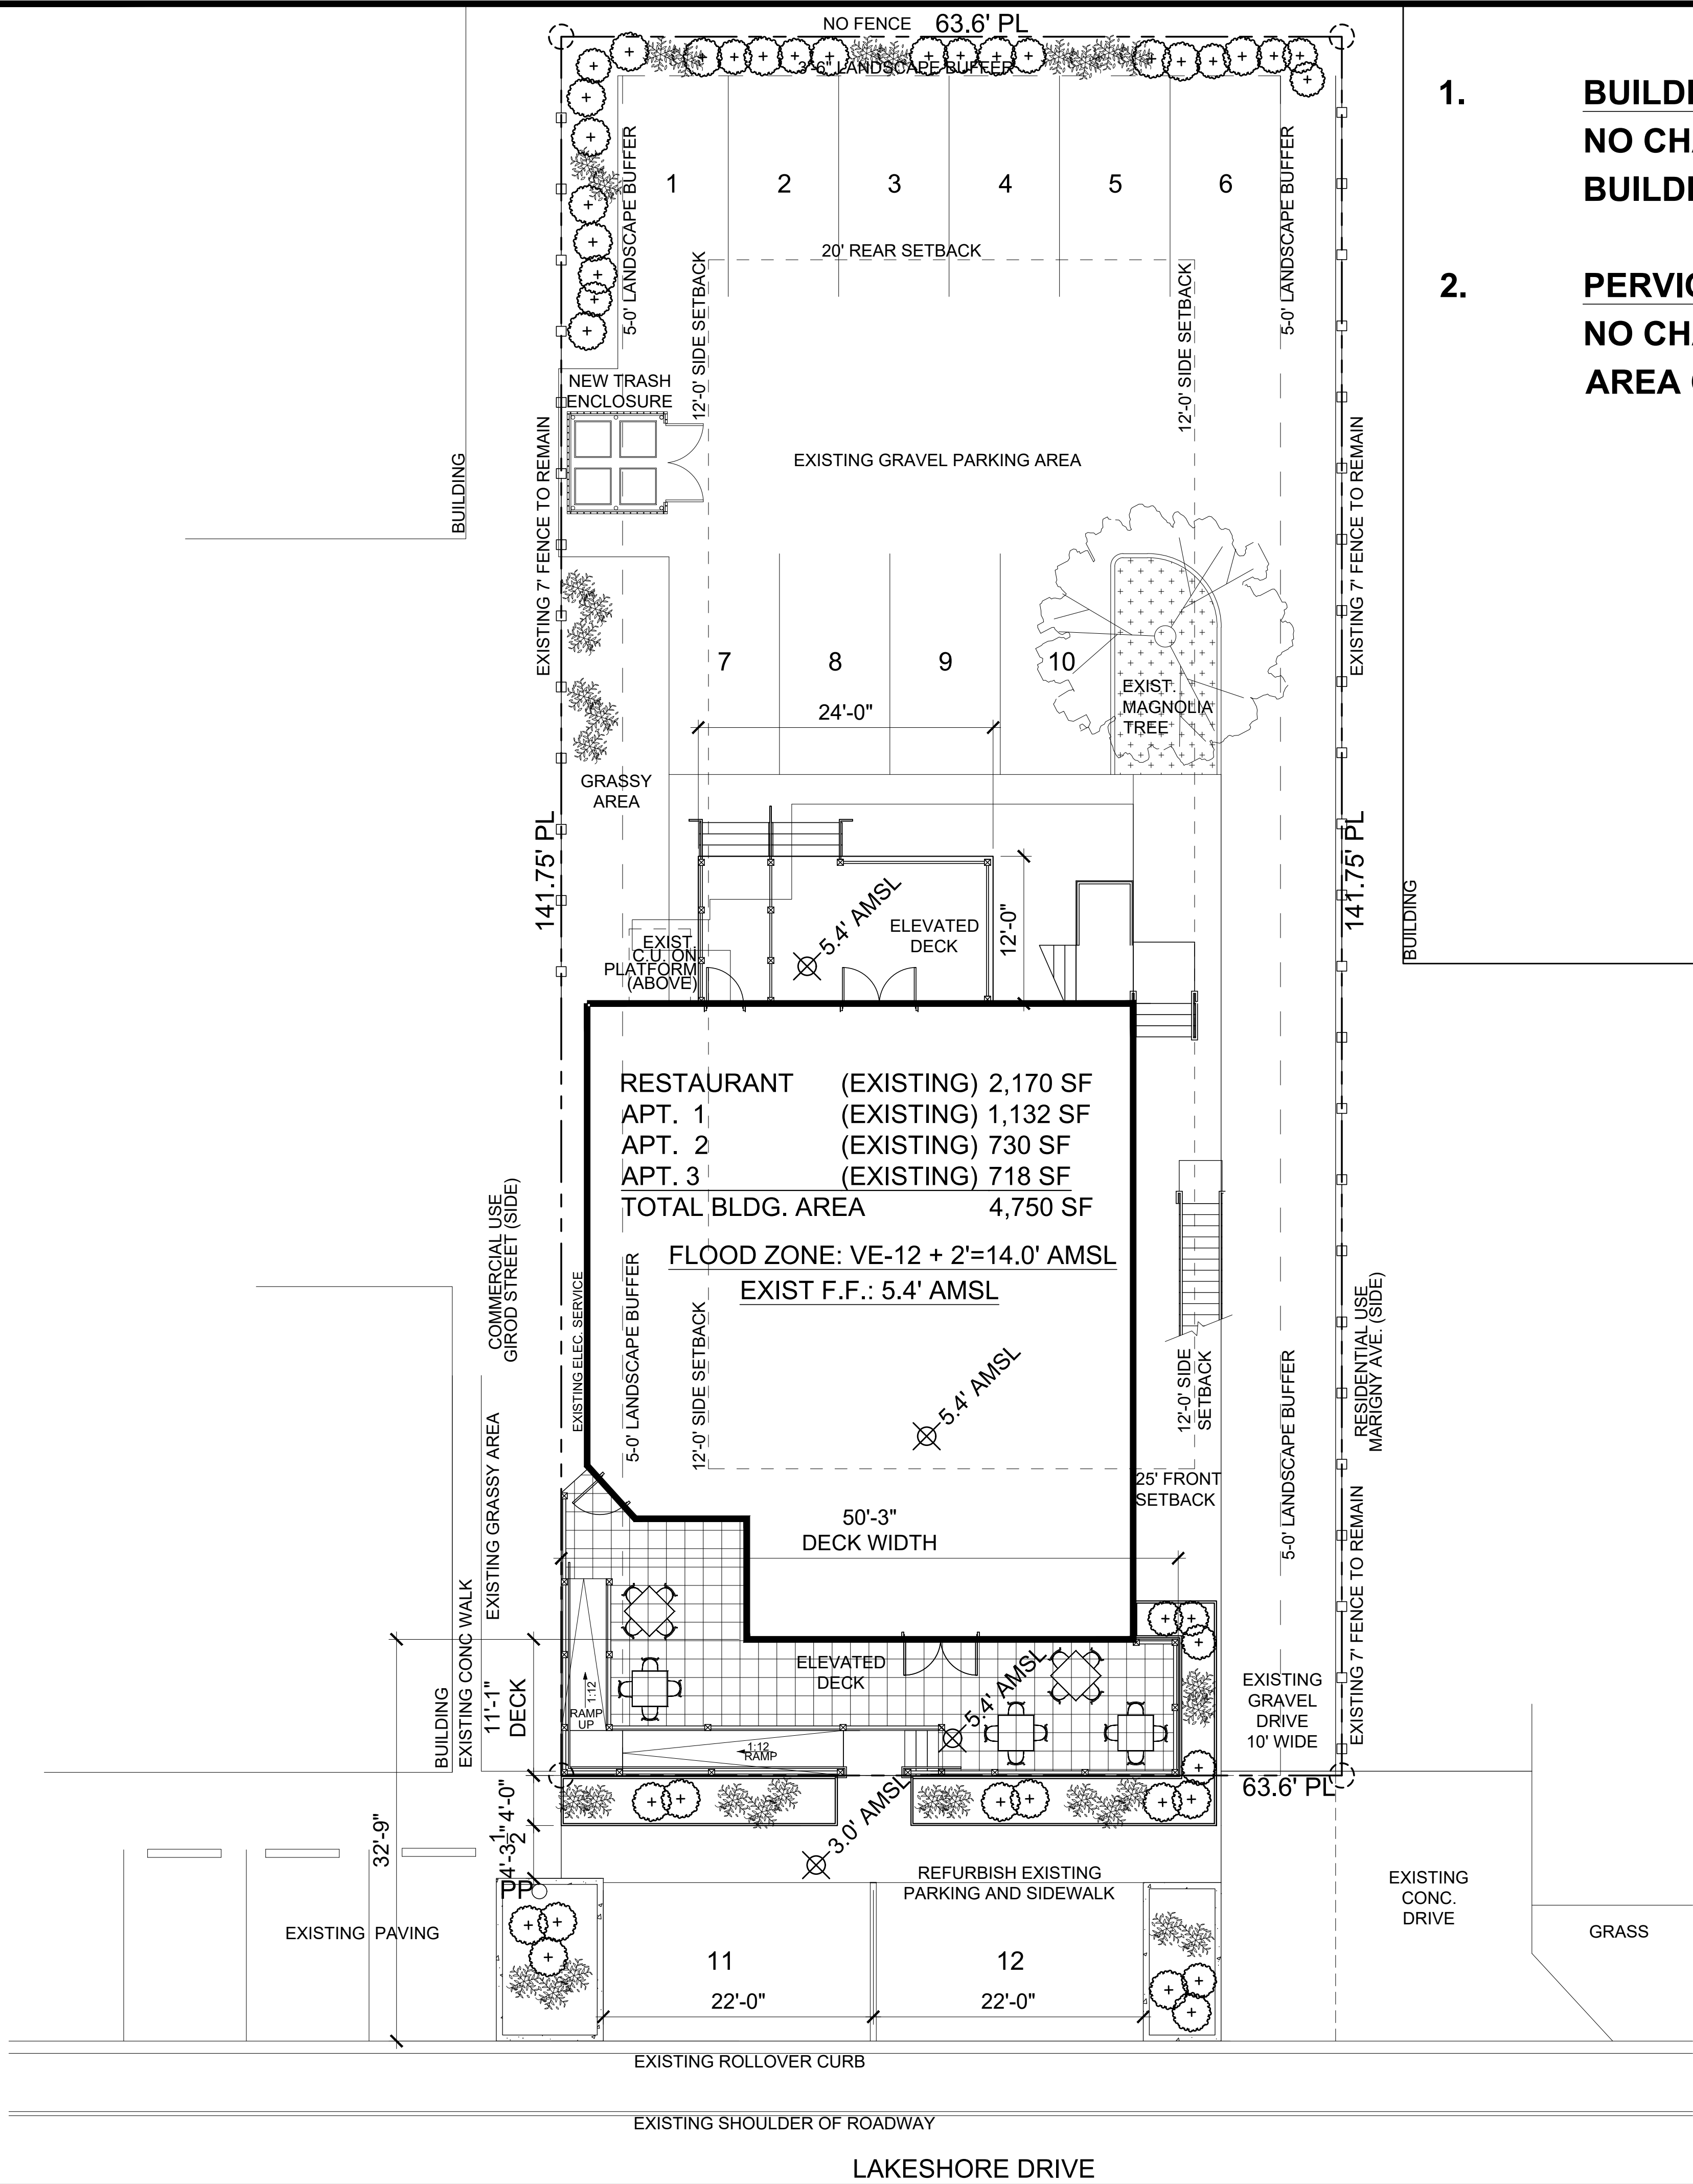 NO FENCE 63.6' PL
3'-6" LANDSCAPE BUFFER
1.
BUILDI
NO CHA
BUILDI
2.
PERVIO
NO CHA
AREA
5-0' LANDSCAPE BUFFER
5-0' LANDSCAPE BUFFER
1 2 3 4 5 6
20' REAR SETBACK
12'-0' SIDE SETBACK
12'-0' SIDE SETBACK
NEW TRASH
ENCLOSURE
EXISTING GRAVEL PARKING AREA
BUILDING
EXISTING 7' FENCE TO REMAIN
EXISTING 7' FENCE TO REMAIN
7 8 9 10
24'-0"
EXIST.
MAGNOLIA
TREE
GRASSY
AREA
141.75' PL
141.75' PL
BUILDING
5.4' AMSL
ELEVATED
DECK
12'-0"
EXIST.
C.U. ON
PLATFORM
(ABOVE)
RESTAURANT (EXISTING) 2,170 SF
APT. 1 (EXISTING) 1,132 SF
APT. 2 (EXISTING) 730 SF
APT. 3 (EXISTING) 718 SF
TOTAL BLDG. AREA 4,750 SF
FLOOD ZONE: VE-12 + 2'=14.0' AMSL
EXIST F.F.: 5.4' AMSL
COMMERCIAL USE
GIROD STREET (SIDE)
EXISTING ELEC. SERVICE
5-0' LANDSCAPE BUFFER
12'-0' SIDE SETBACK
5.4' AMSL
12'-0' SIDE
SETBACK
5-0' LANDSCAPE BUFFER
RESIDENTIAL USE
MARIGNY AVE. (SIDE)
25' FRONT
SETBACK
EXISTING GRASSY AREA
50'-3"
DECK WIDTH
EXISTING 7' FENCE TO REMAIN
BUILDING
EXISTING CONC WALK
11'-1"
DECK
ELEVATED
DECK
5.4' AMSL
1:12
RAMP
UP
1:12
RAMP
EXISTING
GRAVEL
DRIVE
10' WIDE
63.6' PL
32'-9"
4'-0"
4'-3 1/2"
3.0' AMSL
PP
REFURBISH EXISTING
PARKING AND SIDEWALK
EXISTING
CONC.
DRIVE
EXISTING PAVING
GRASS
11 12
22'-0" 22'-0"
EXISTING ROLLOVER CURB
EXISTING SHOULDER OF ROADWAY
LAKESHORE DRIVE